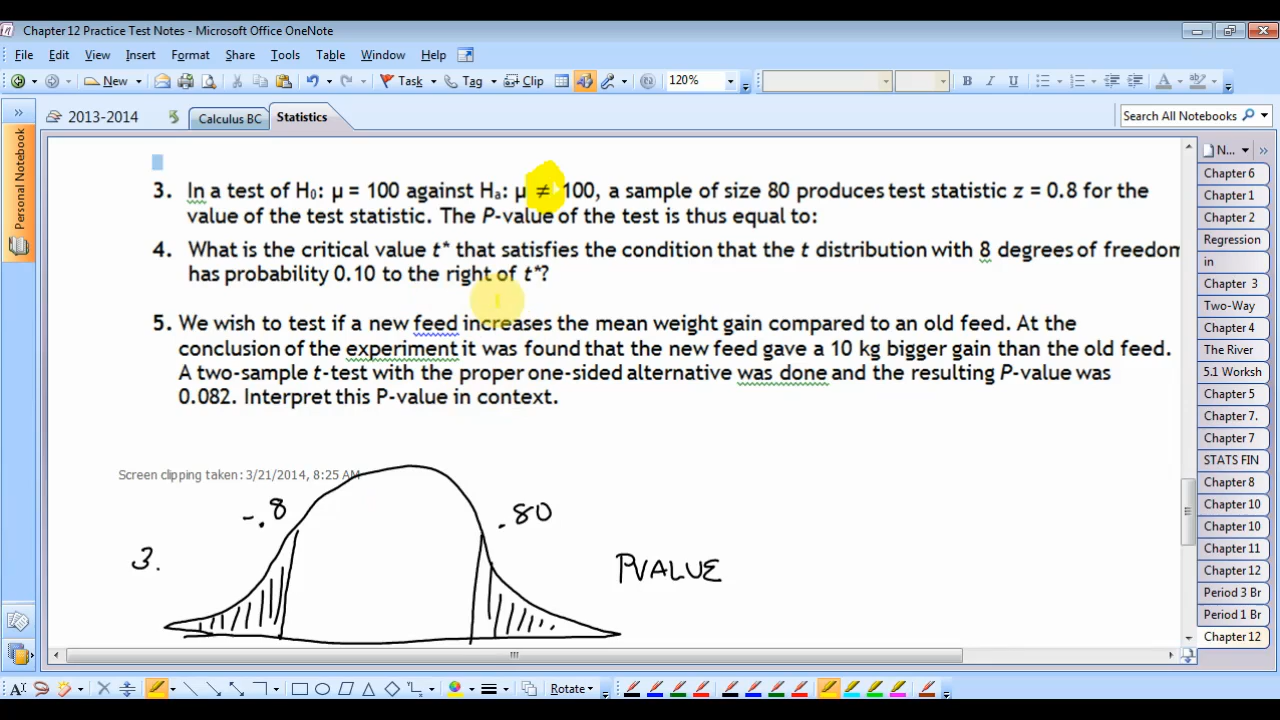 Chapter 12 Practice Test Notes - Microsoft Office OneNote
File Edit View Insert Format Share Tools Table Window Help
New Task Tag Clip 120% B I U A ab
2013-2014 Calculus BC Statistics Search All Notebooks
Personal Notebook
N...
Chapter 6
Chapter 1
Chapter 2
Regression
in
Chapter 3
Two-Way
Chapter 4
The River
5.1 Worksh
Chapter 5
Chapter 7.
Chapter 7
STATS FIN
Chapter 8
Chapter 10
Chapter 10
Chapter 11
Chapter 12
Period 3 Br
Period 1 Br
Chapter 12
3. In a test of H0: μ = 100 against Ha: μ ≠ 100, a sample of size 80 produces test statistic z = 0.8 for the
value of the test statistic. The P-value of the test is thus equal to:
4. What is the critical value t* that satisfies the condition that the t distribution with 8 degrees of freedom
has probability 0.10 to the right of t*?
5. We wish to test if a new feed increases the mean weight gain compared to an old feed. At the
conclusion of the experiment it was found that the new feed gave a 10 kg bigger gain than the old feed.
A two-sample t-test with the proper one-sided alternative was done and the resulting P-value was
0.082. Interpret this P-value in context.
Screen clipping taken: 3/21/2014, 8:25 AM
-.8 .80
3. PVALUE
Rotate